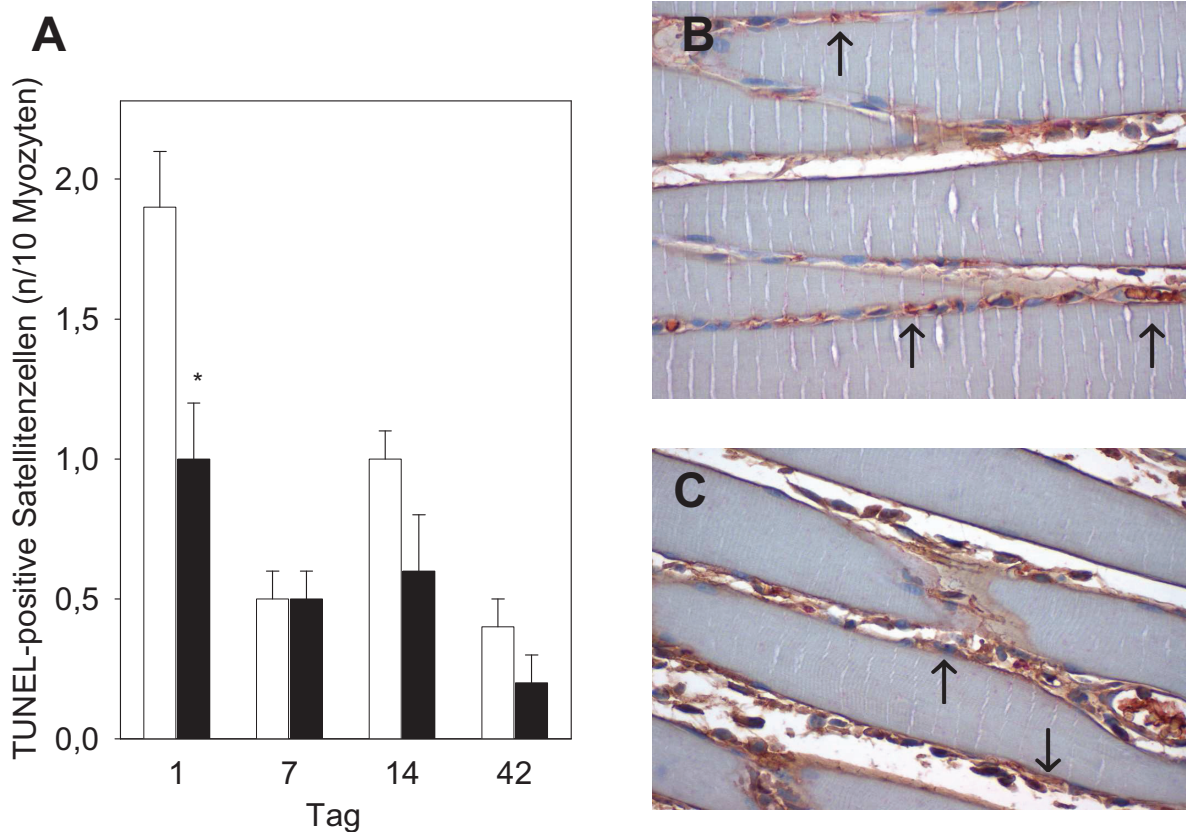 A
TUNEL-positive Satellitenzellen (n/10 Myozyten)
2,0
1,5
1,0
0,5
0,0
*
1 7 14 42
Tag
B
C